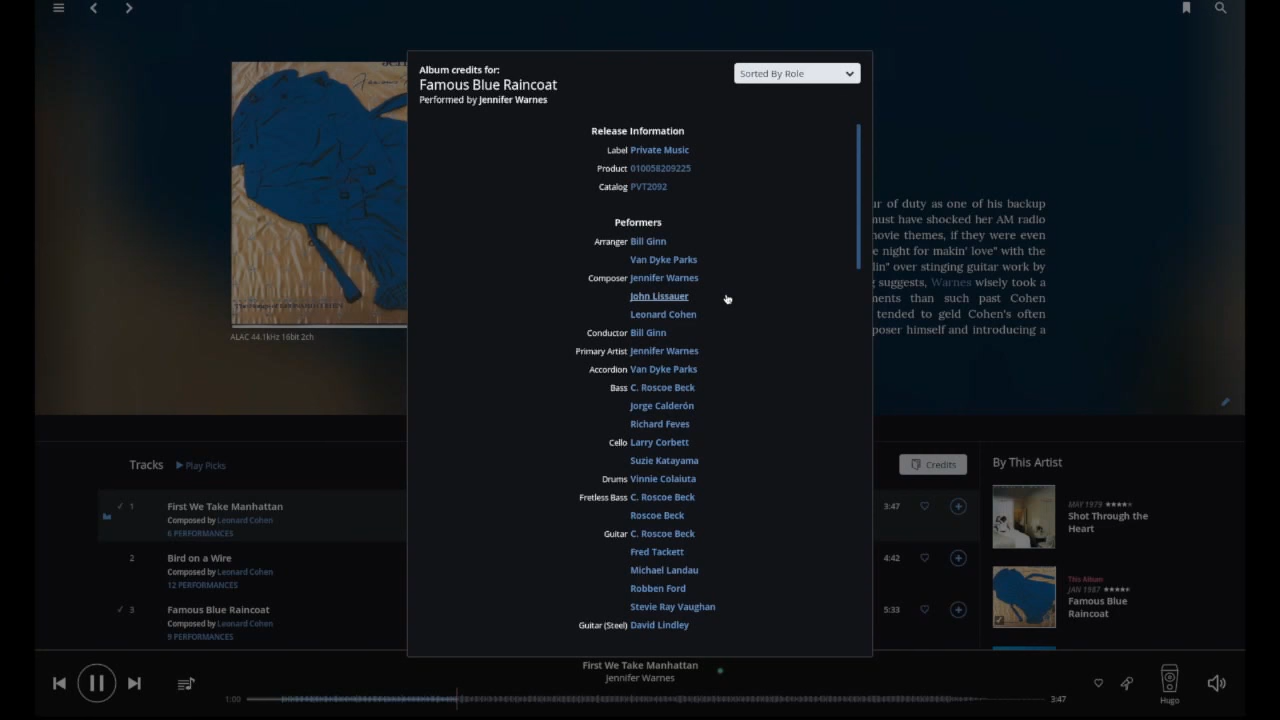 Album credits for:
Sorted By Role
Famous Blue Raincoat
Performed by Jennifer Warnes
Release Information
Label Private Music
Product 010058209225
Catalog PVT2092
Peformers
Arranger Bill Ginn
Van Dyke Parks
Composer Jennifer Warnes
John Lissauer
Leonard Cohen
Conductor Bill Ginn
Primary Artist Jennifer Warnes
Accordion Van Dyke Parks
Bass C. Roscoe Beck
Jorge Calderón
Richard Feves
Cello Larry Corbett
Suzie Katayama
Drums Vinnie Colaiuta
Fretless Bass C. Roscoe Beck
Roscoe Beck
Guitar C. Roscoe Beck
Fred Tackett
Michael Landau
Robben Ford
Stevie Ray Vaughan
Guitar (Steel) David Lindley
ALAC 44.1kHz 16bit 2ch
ur of duty as one of his backup
must have shocked her AM radio
movie themes, if they were even
e night for makin' love" with the
lin" over stinging guitar work by
suggests, Warnes wisely took a
ments than such past Cohen
tended to geld Cohen's often
poser himself and introducing a
Tracks Play Picks
Credits
1 First We Take Manhattan 3:47
Composed by Leonard Cohen
6 PERFORMANCES
2 Bird on a Wire 4:42
Composed by Leonard Cohen
12 PERFORMANCES
3 Famous Blue Raincoat 5:33
Composed by Leonard Cohen
9 PERFORMANCES
By This Artist
MAY 1979
Shot Through the
Heart
This Album
JAN 1987
Famous Blue
Raincoat
First We Take Manhattan
Jennifer Warnes
1:00
3:47
Hugo